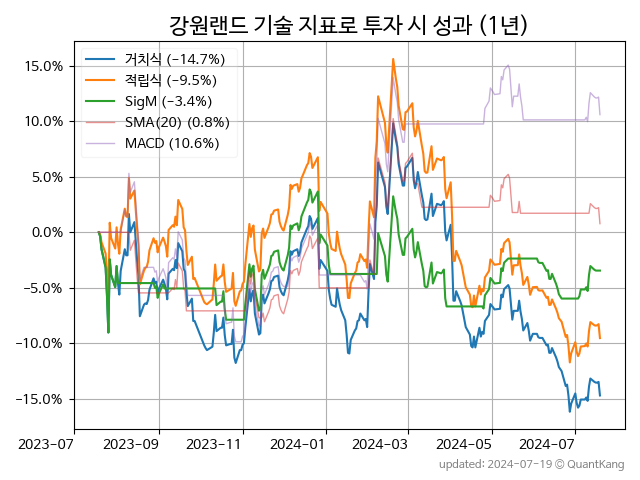 강원랜드 기술 지표로 투자 시 성과 (1년)
거치식 (−14.7%)
적립식 (−9.5%)
SigM (−3.4%)
SMA(20) (0.8%)
MACD (10.6%)
15.0%
10.0%
5.0%
0.0%
−5.0%
−10.0%
−15.0%
2023-07
2023-09
2023-11
2024-01
2024-03
2024-05
2024-07
updated: 2024-07-19 ⓒ QuantKang